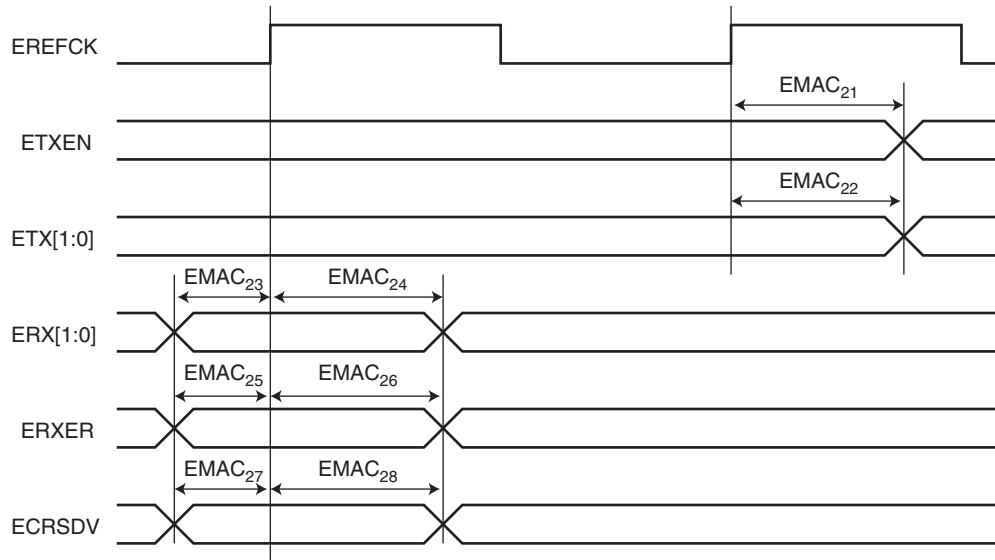 EREFCK
EMAC21
ETXEN
EMAC22
ETX[1:0]
EMAC23 EMAC24
ERX[1:0]
EMAC25 EMAC26
ERXER
EMAC27 EMAC28
ECRSDV